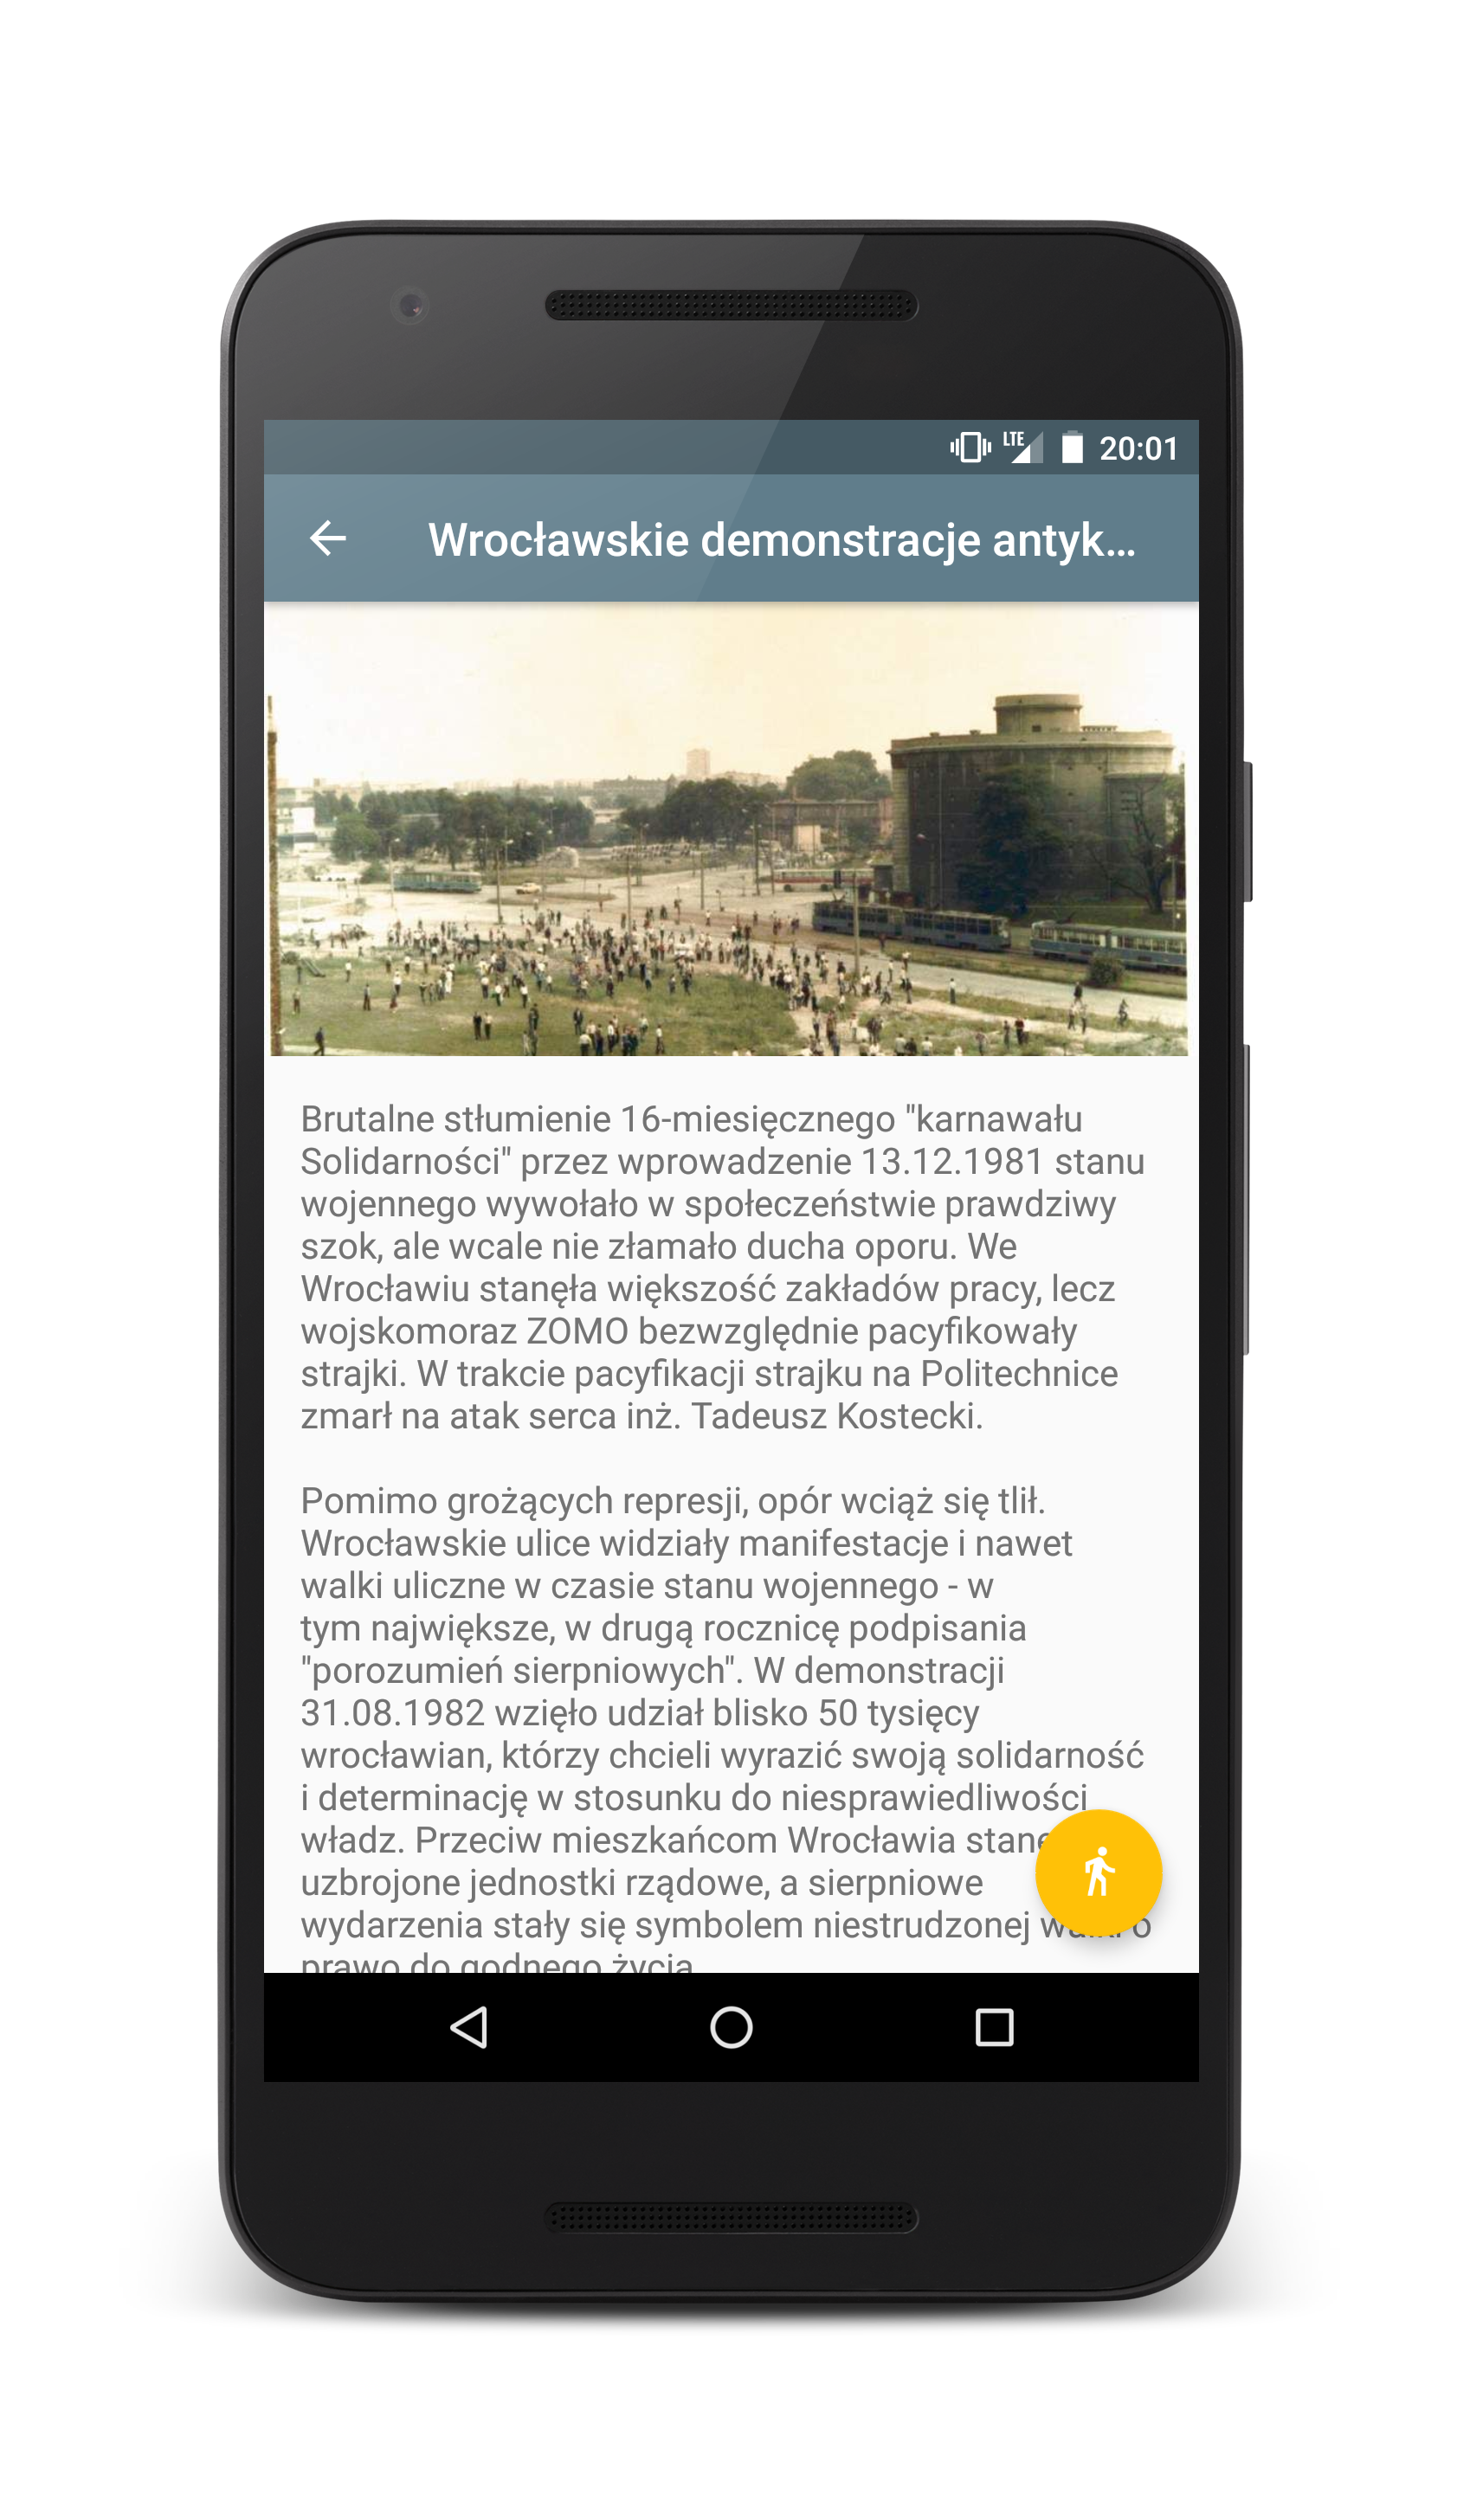 LTE 20:01
Wrocławskie demonstracje antyk...
Brutalne stłumienie 16-miesięcznego "karnawału
Solidarności" przez wprowadzenie 13.12.1981 stanu
wojennego wywołało w społeczeństwie prawdziwy
szok, ale wcale nie złamało ducha oporu. We
Wrocławiu stanęła większość zakładów pracy, lecz
wojskomoraz ZOMO bezwzględnie pacyfikowały
strajki. W trakcie pacyfikacji strajku na Politechnice
zmarł na atak serca inż. Tadeusz Kostecki.
Pomimo grożących represji, opór wciąż się tlił.
Wrocławskie ulice widziały manifestacje i nawet
walki uliczne w czasie stanu wojennego - w
tym największe, w drugą rocznicę podpisania
"porozumień sierpniowych". W demonstracji
31.08.1982 wzięło udział blisko 50 tysięcy
wrocławian, którzy chcieli wyrazić swoją solidarność
i determinację w stosunku do niesprawiedliwości
władz. Przeciw mieszkańcom Wrocławia
uzbrojone jednostki rządowe, a sierpniowe
wydarzenia stały się symbolem niestrudzonej o
prawo do godnego życia